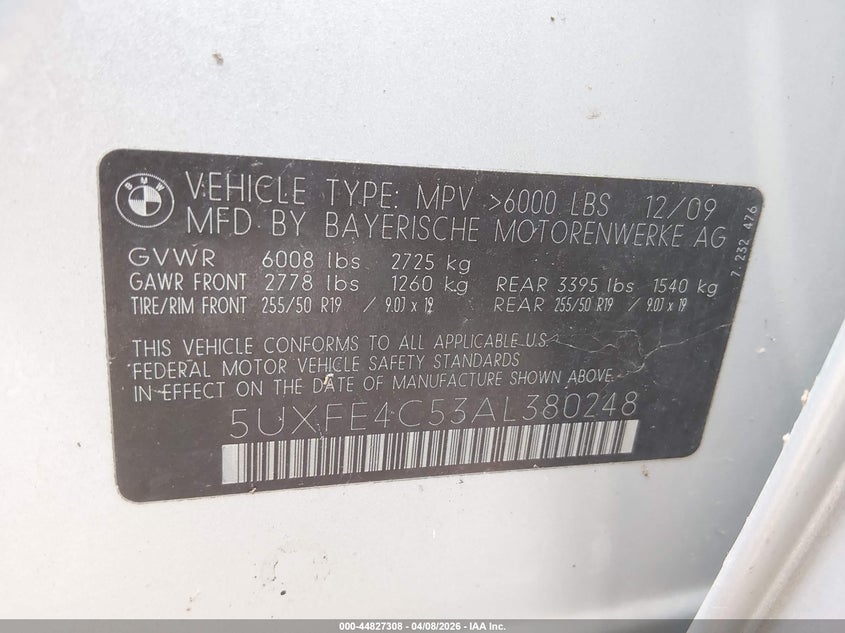 BMW
VEHICLE TYPE: MPV >6000 LBS 12/09
MFD BY BAYERISCHE MOTORENWERKE AG
GVWR 6008 lbs 2725 kg
GAWR FRONT 2778 lbs 1260 kg REAR 3395 lbs 1540 kg
TIRE/RIM FRONT 255/50 R19 / 9.0J x 19 REAR 255/50 R19 / 9.0J x 19
7 232 476
THIS VEHICLE CONFORMS TO ALL APPLICABLE U.S
FEDERAL MOTOR VEHICLE SAFETY STANDARDS
IN EFFECT ON THE DATE OF MANUFACTURE SHOWN ABOVE.
5UXFE4C53AL380248
000-44827308 | 04/08/2026 - IAA Inc.